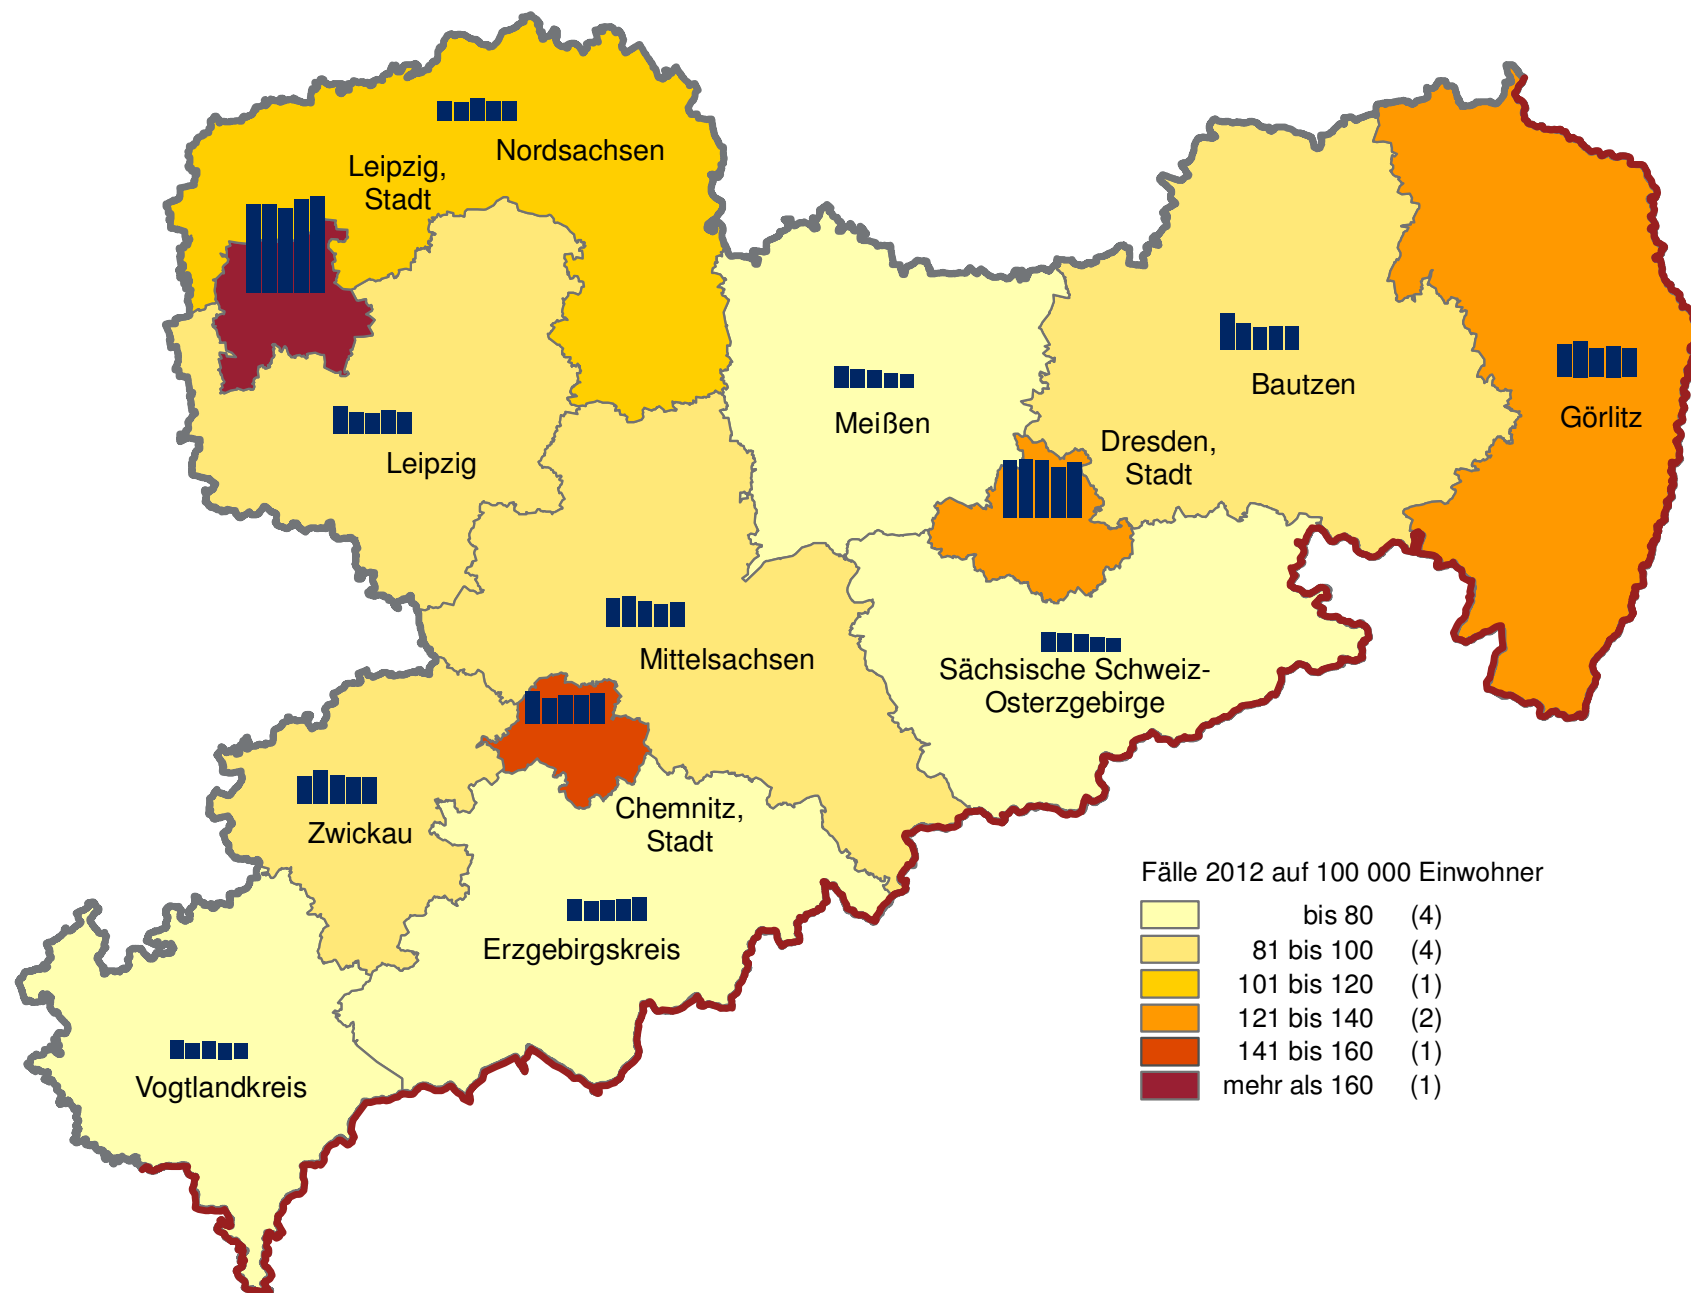 Nordsachsen
Leipzig,
Stadt
Leipzig
Meißen
Bautzen
Görlitz
Dresden,
Stadt
Mittelsachsen
Sächsische Schweiz-
Osterzgebirge
Chemnitz,
Stadt
Zwickau
Erzgebirgskreis
Vogtlandkreis
Fälle 2012 auf 100 000 Einwohner
bis 80 (4)
81 bis 100 (4)
101 bis 120 (1)
121 bis 140 (2)
141 bis 160 (1)
mehr als 160 (1)